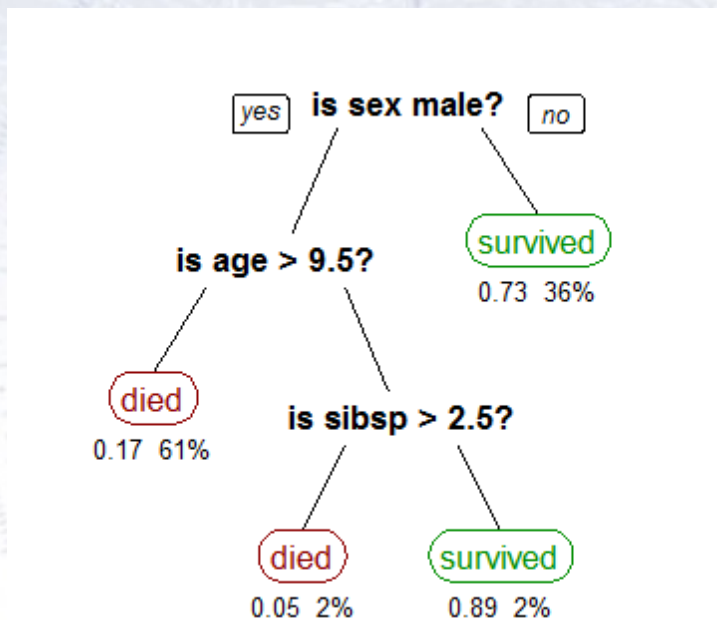 yes is sex male? no
survived
is age > 9.5?
0.73 36%
died
is sibsp > 2.5?
0.17 61%
died survived
0.05 2% 0.89 2%